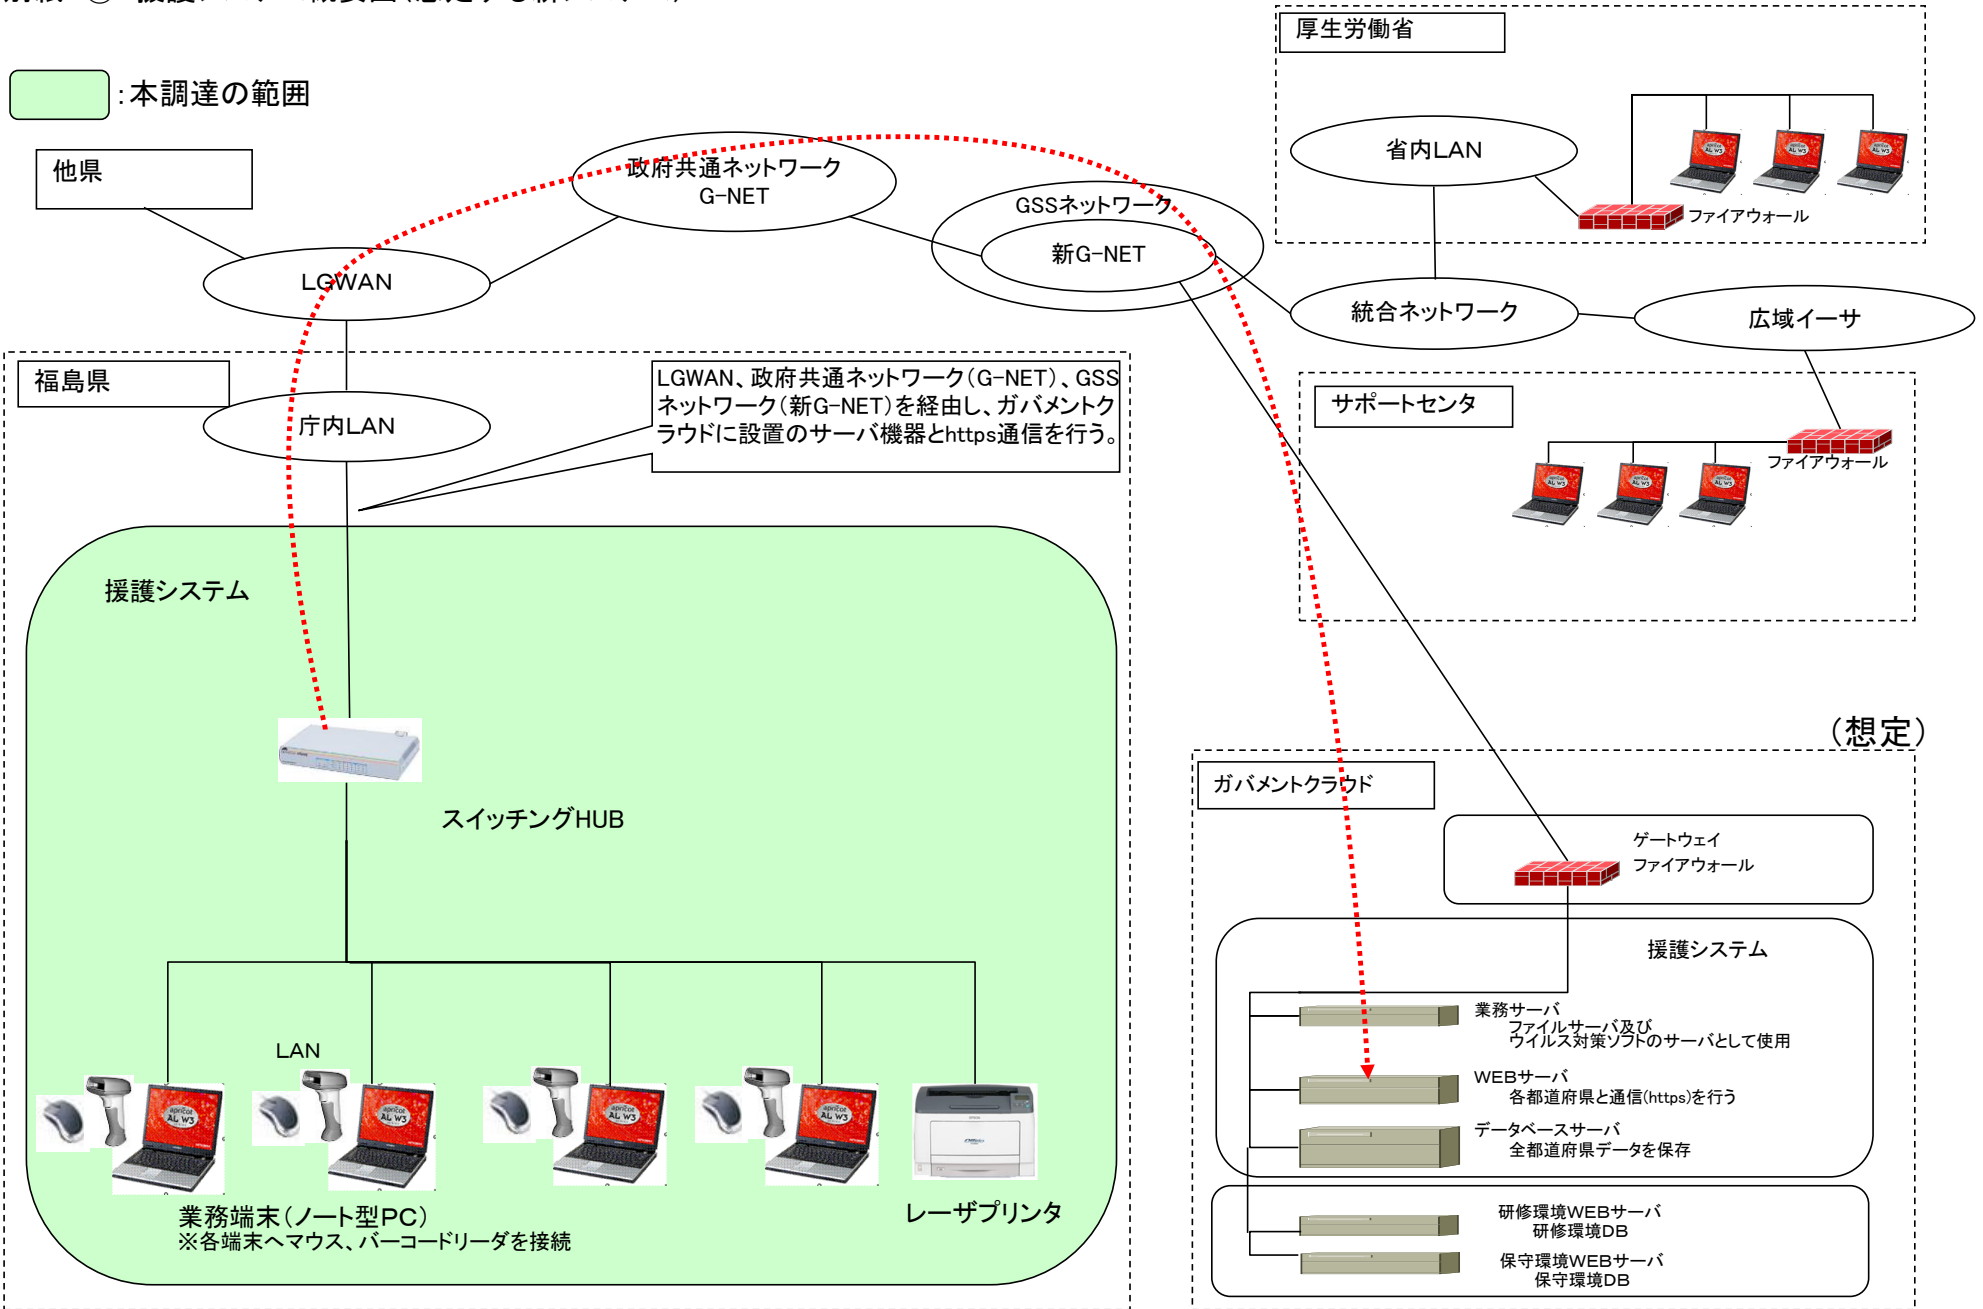 ：本調達の範囲
他県
政府共通ネットワーク
G-NET
GSSネットワーク
新G-NET
LGWAN
厚生労働省
省内LAN
ファイアウォール
統合ネットワーク
広域イーサ
福島県
庁内LAN
LGWAN、政府共通ネットワーク（G-NET）、GSS
ネットワーク（新G-NET）を経由し、ガバメントク
ラウドに設置のサーバ機器とhttps通信を行う。
サポートセンタ
ファイアウォール
援護システム
スイッチングHUB
LAN
業務端末（ノート型PC）
※各端末へマウス、バーコードリーダを接続
レーザプリンタ
（想定）
ガバメントクラウド
ゲートウェイ
ファイアウォール
援護システム
業務サーバ
ファイルサーバ及び
ウイルス対策ソフトのサーバとして使用
WEBサーバ
各都道府県と通信(https)を行う
データベースサーバ
全都道府県データを保存
研修環境WEBサーバ
研修環境DB
保守環境WEBサーバ
保守環境DB
apricot
AL W3
apricot
AL W3
apricot
AL W3
apricot
AL W3
EPSON